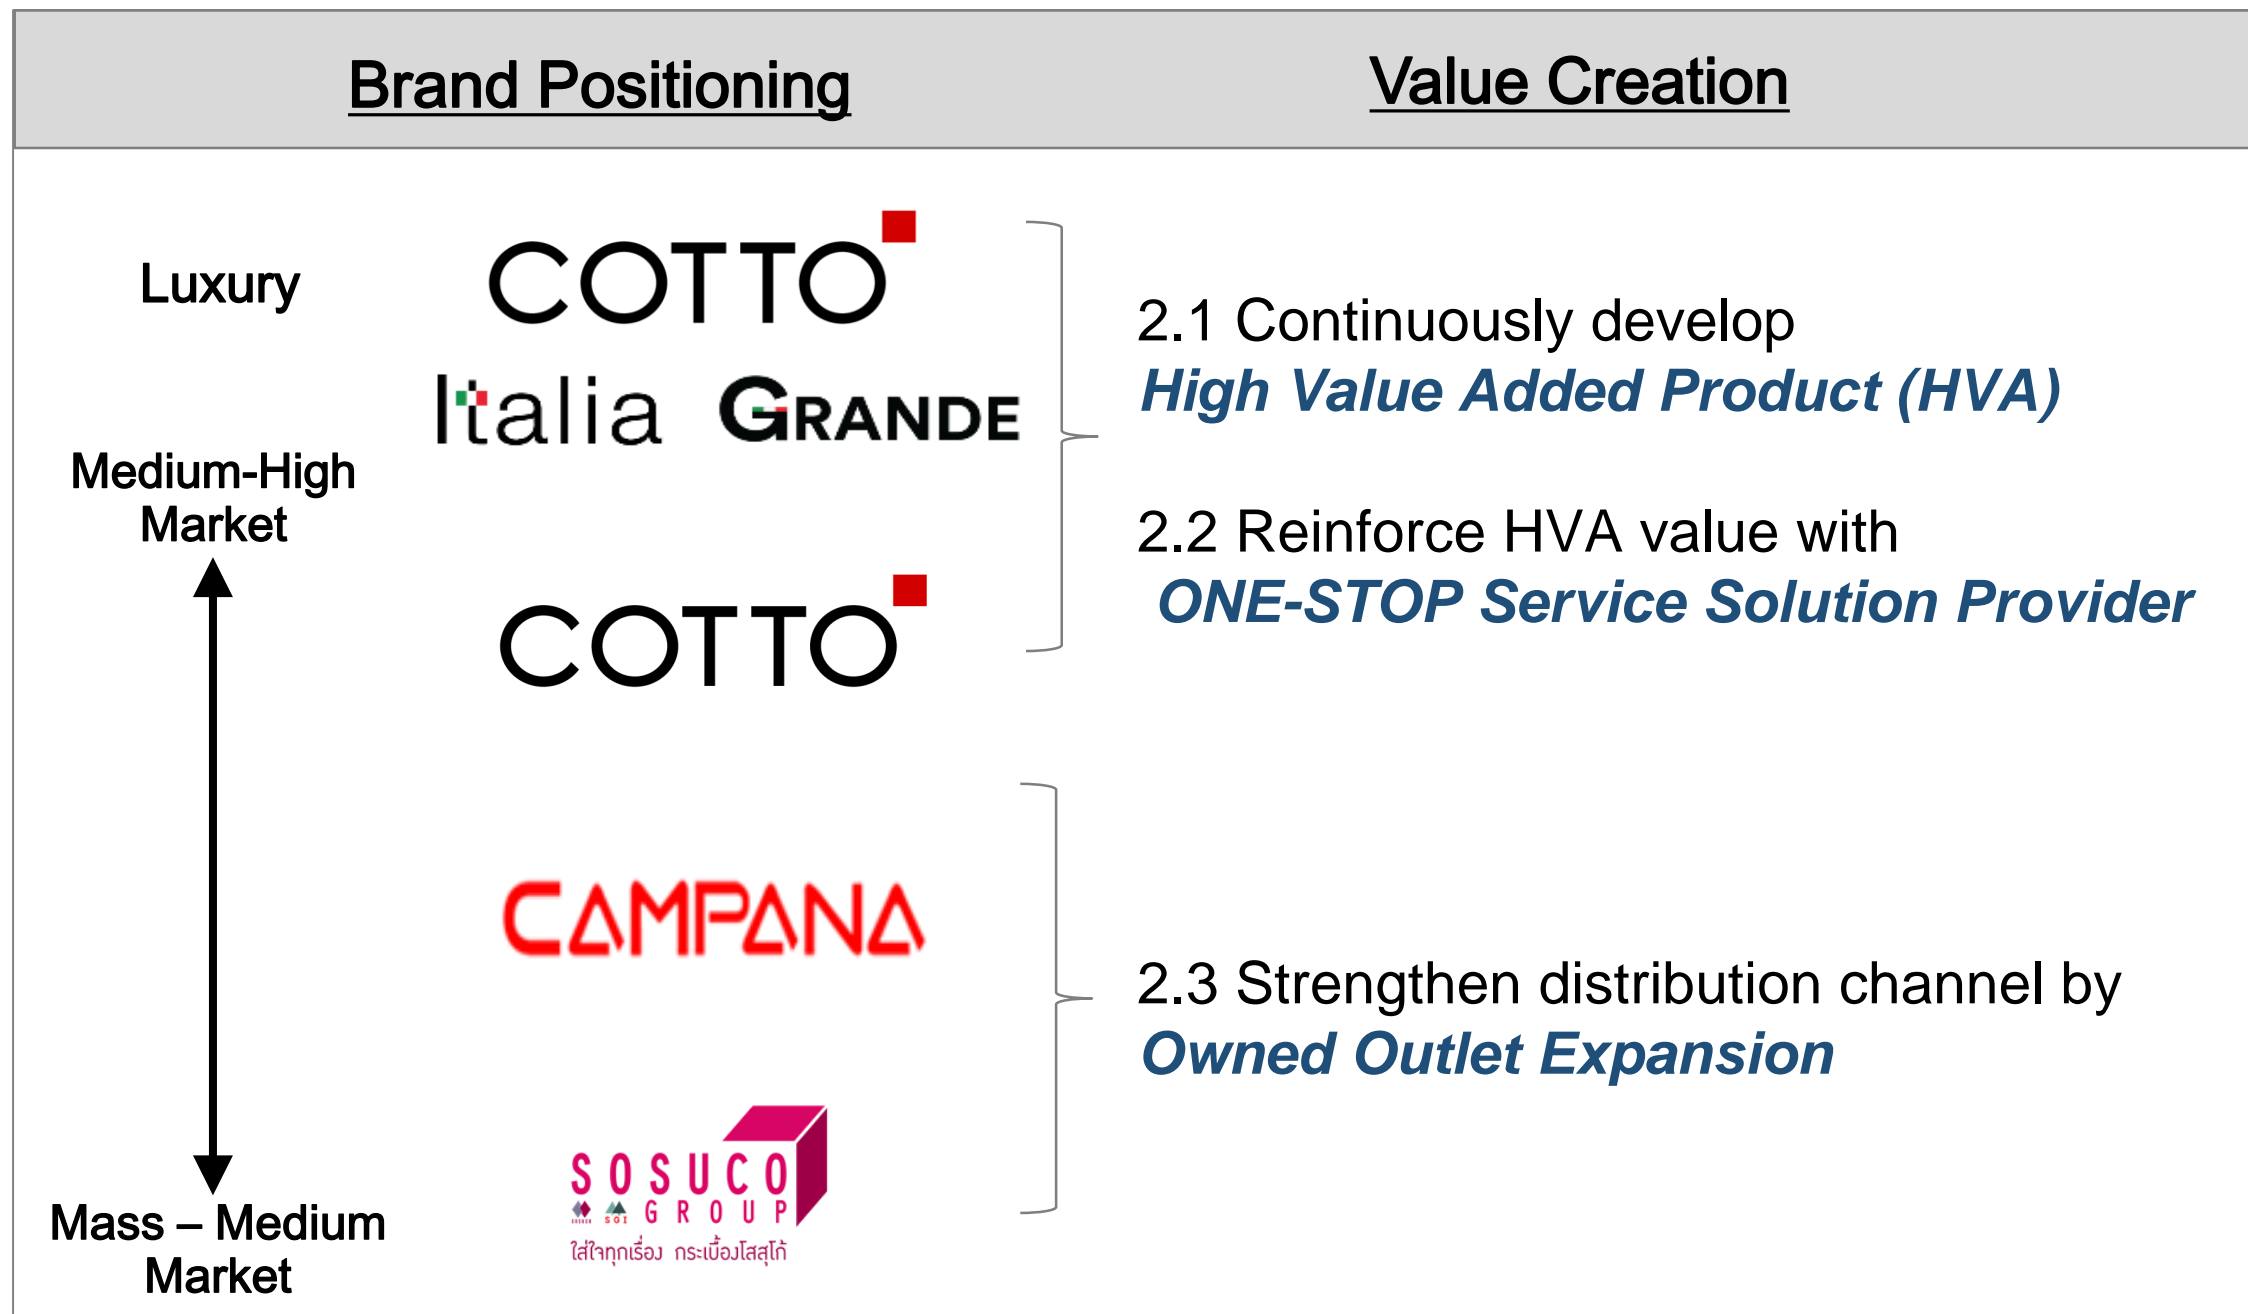 Brand Positioning
Value Creation
Luxury
COTTO
Italia GRANDE
Medium-High
Market
COTTO
2.1 Continuously develop
High Value Added Product (HVA)
2.2 Reinforce HVA value with
ONE-STOP Service Solution Provider
CAMPANA
SOSUCO
SGI GROUP
ใส่ใจทุกเรื่อง กระเบื้องโสสุโก้
2.3 Strengthen distribution channel by
Owned Outlet Expansion
Mass – Medium
Market